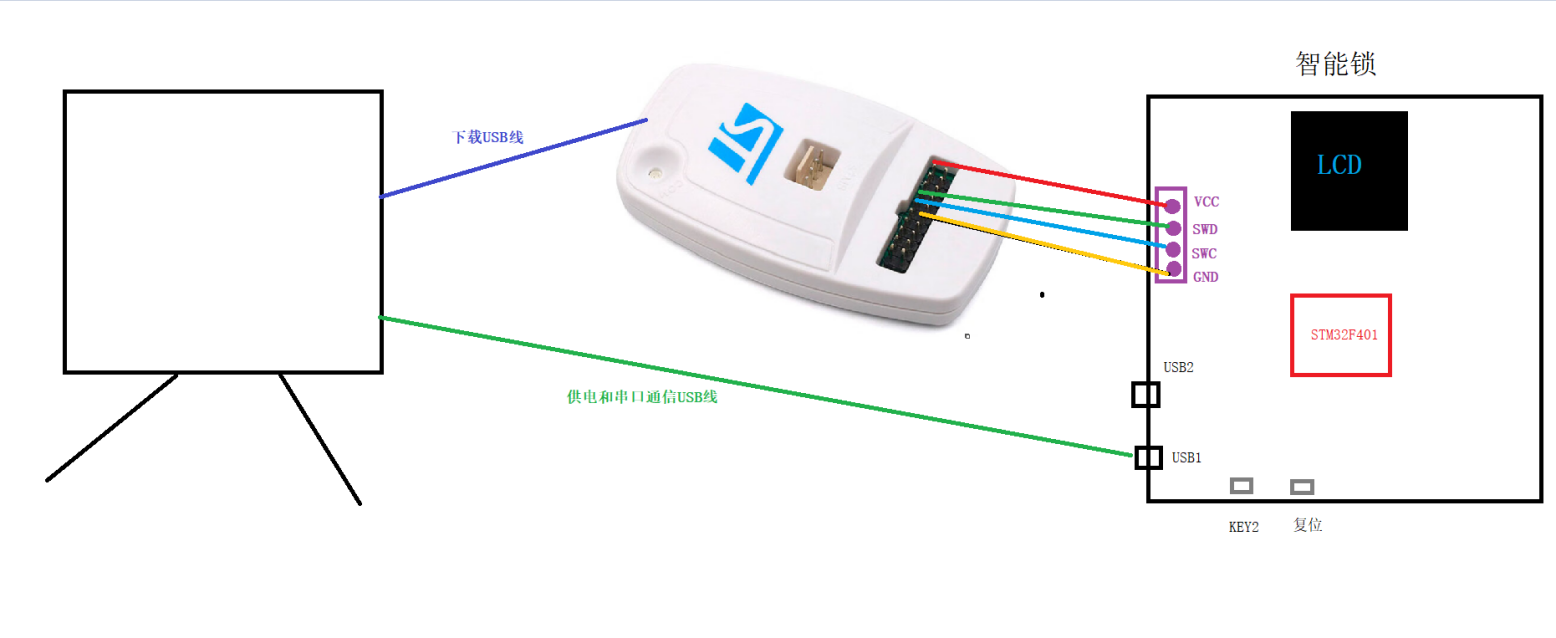 智能锁
下载USB线
LCD
VCC
SWD
SWC
GND
STM32F401
USB2
供电和串口通信USB线
USB1
KEY2
复位